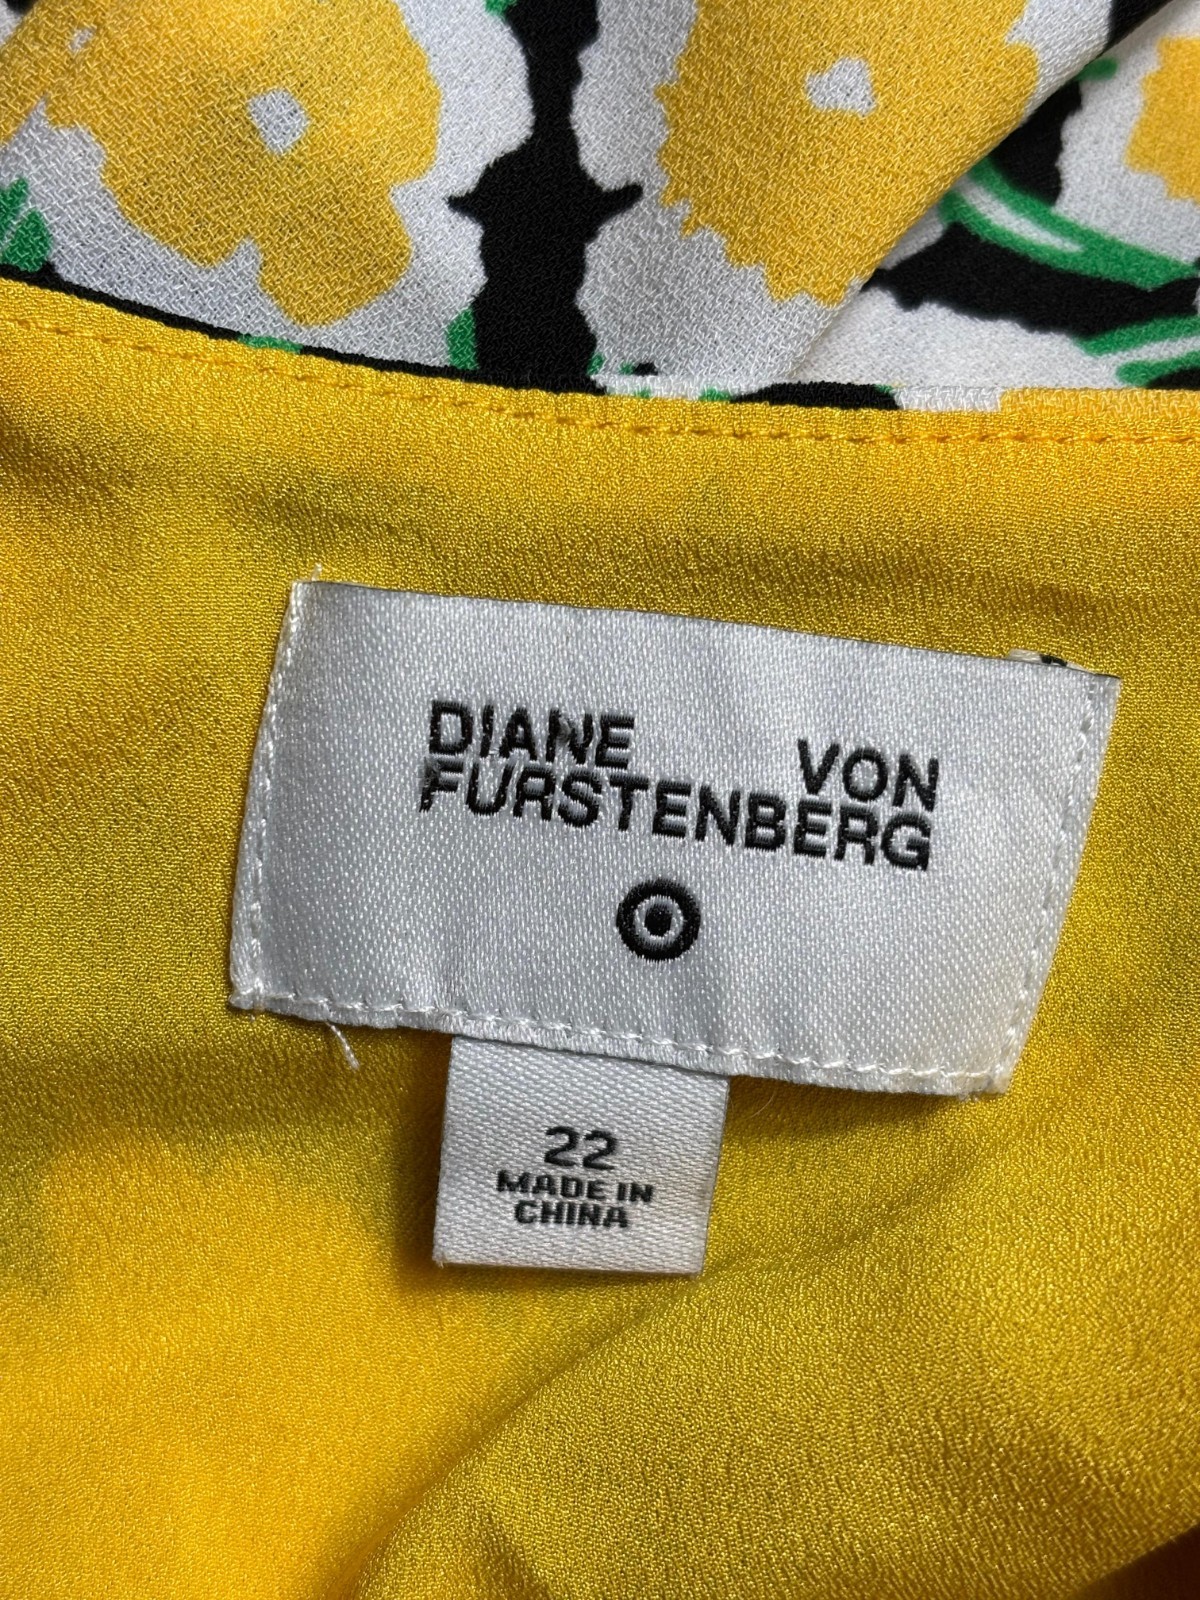 DIANE VON
FURSTENBERG
22
MADE IN
CHINA